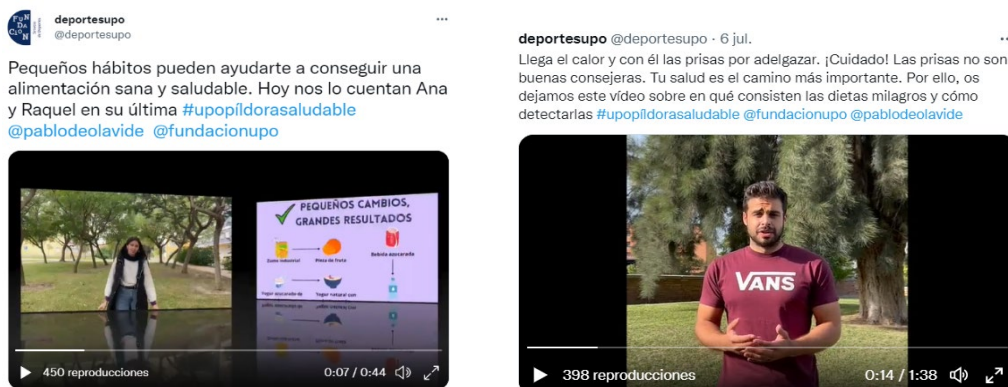 FUNDACIÓN
deportesupo
@deportesupo
Pequeños hábitos pueden ayudarte a conseguir una
alimentación sana y saludable. Hoy nos lo cuentan Ana
y Raquel en su última #upopíldorasaludable
@pablodeolavide @fundacionupo
PEQUEÑOS CAMBIOS,
GRANDES RESULTADOS
Zumo industrial
Pieza de fruta
Bebida azucarada
Yogur azucarado
Yogur natural con
450 reproducciones
0:07 / 0:44
deportesupo @deportesupo · 6 jul.
Llega el calor y con él las prisas por adelgazar. ¡Cuidado! Las prisas no son
buenas consejeras. Tu salud es el camino más importante. Por ello, os
dejamos este vídeo sobre en qué consisten las dietas milagros y cómo
detectarlas #upopíldorasaludable @fundacionupo @pablodeolavide
VANS
398 reproducciones
0:14 / 1:38